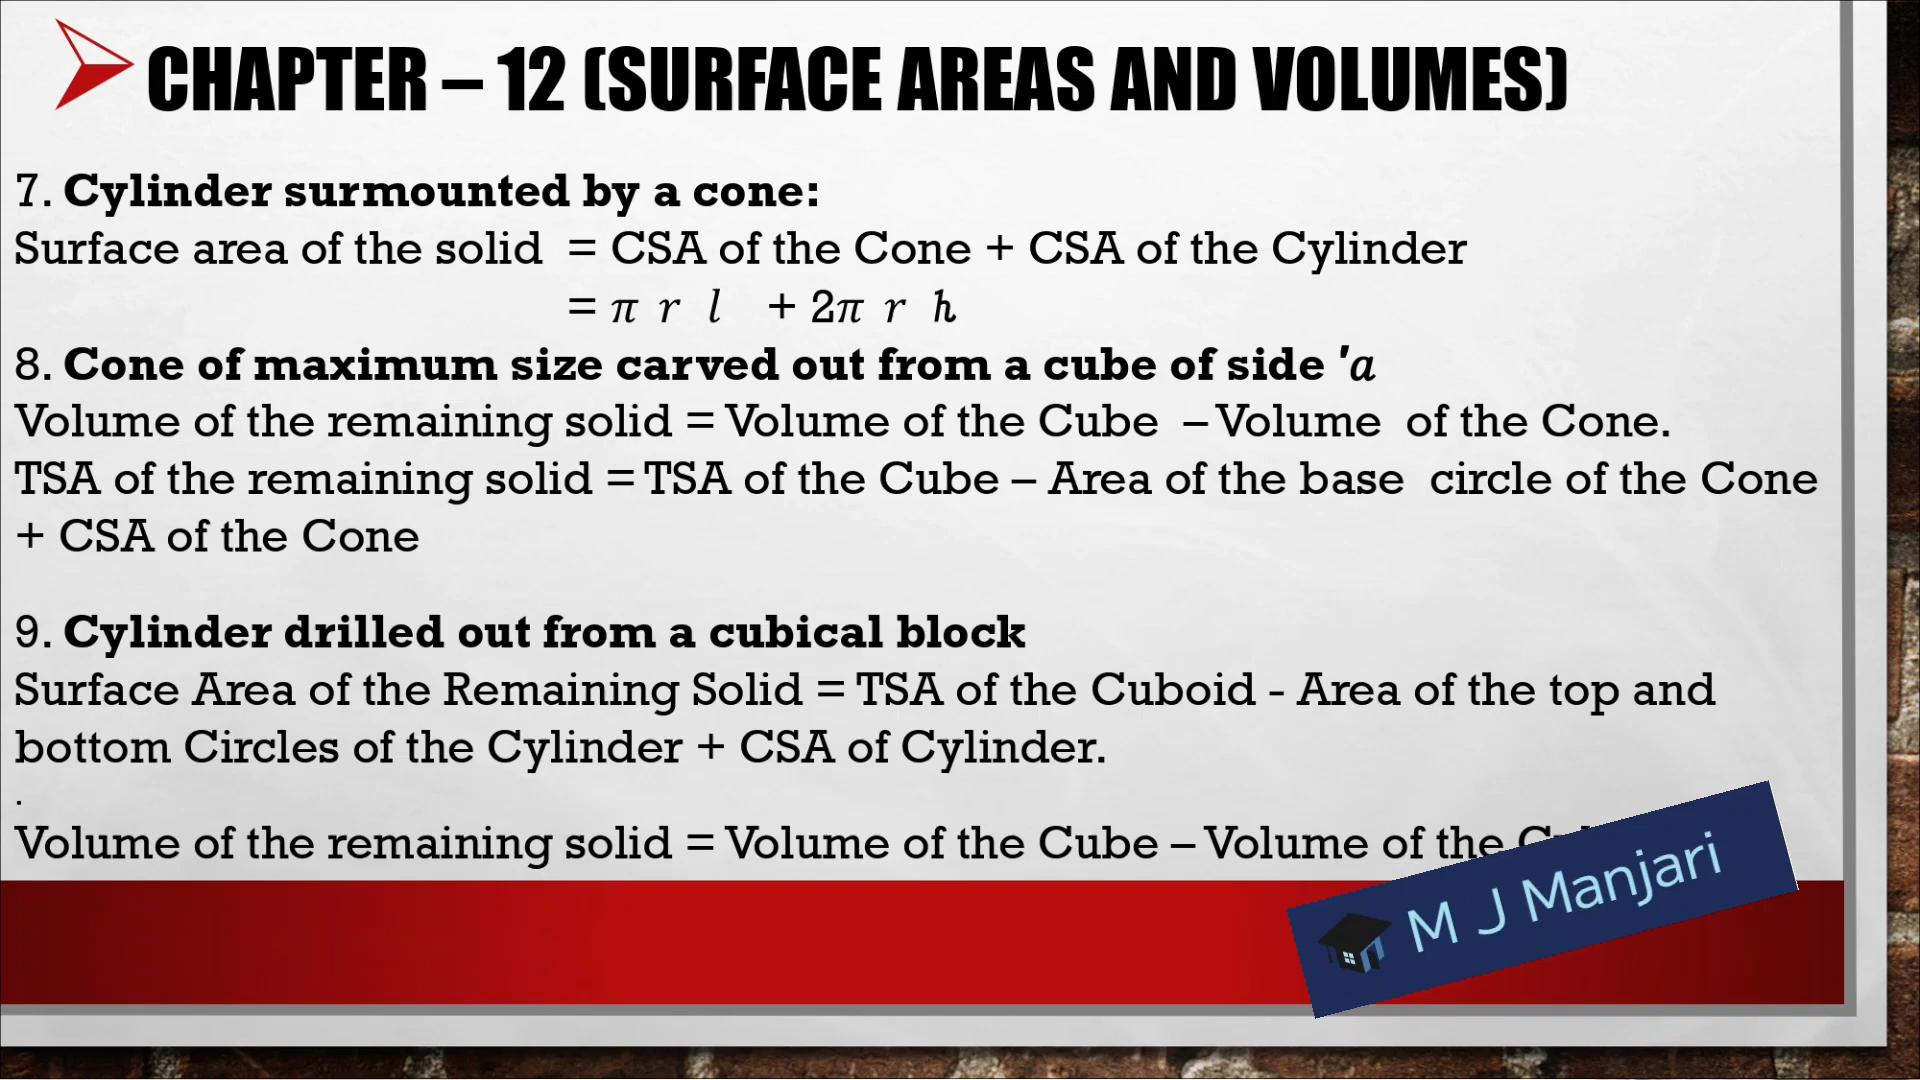 CHAPTER – 12 (SURFACE AREAS AND VOLUMES)
7. Cylinder surmounted by a cone:
Surface area of the solid = CSA of the Cone + CSA of the Cylinder
= π r l + 2π r h
8. Cone of maximum size carved out from a cube of side 'a
Volume of the remaining solid = Volume of the Cube – Volume of the Cone.
TSA of the remaining solid = TSA of the Cube – Area of the base circle of the Cone
+ CSA of the Cone
9. Cylinder drilled out from a cubical block
Surface Area of the Remaining Solid = TSA of the Cuboid - Area of the top and
bottom Circles of the Cylinder + CSA of Cylinder.
.
Volume of the remaining solid = Volume of the Cube – Volume of the
M J Manjari